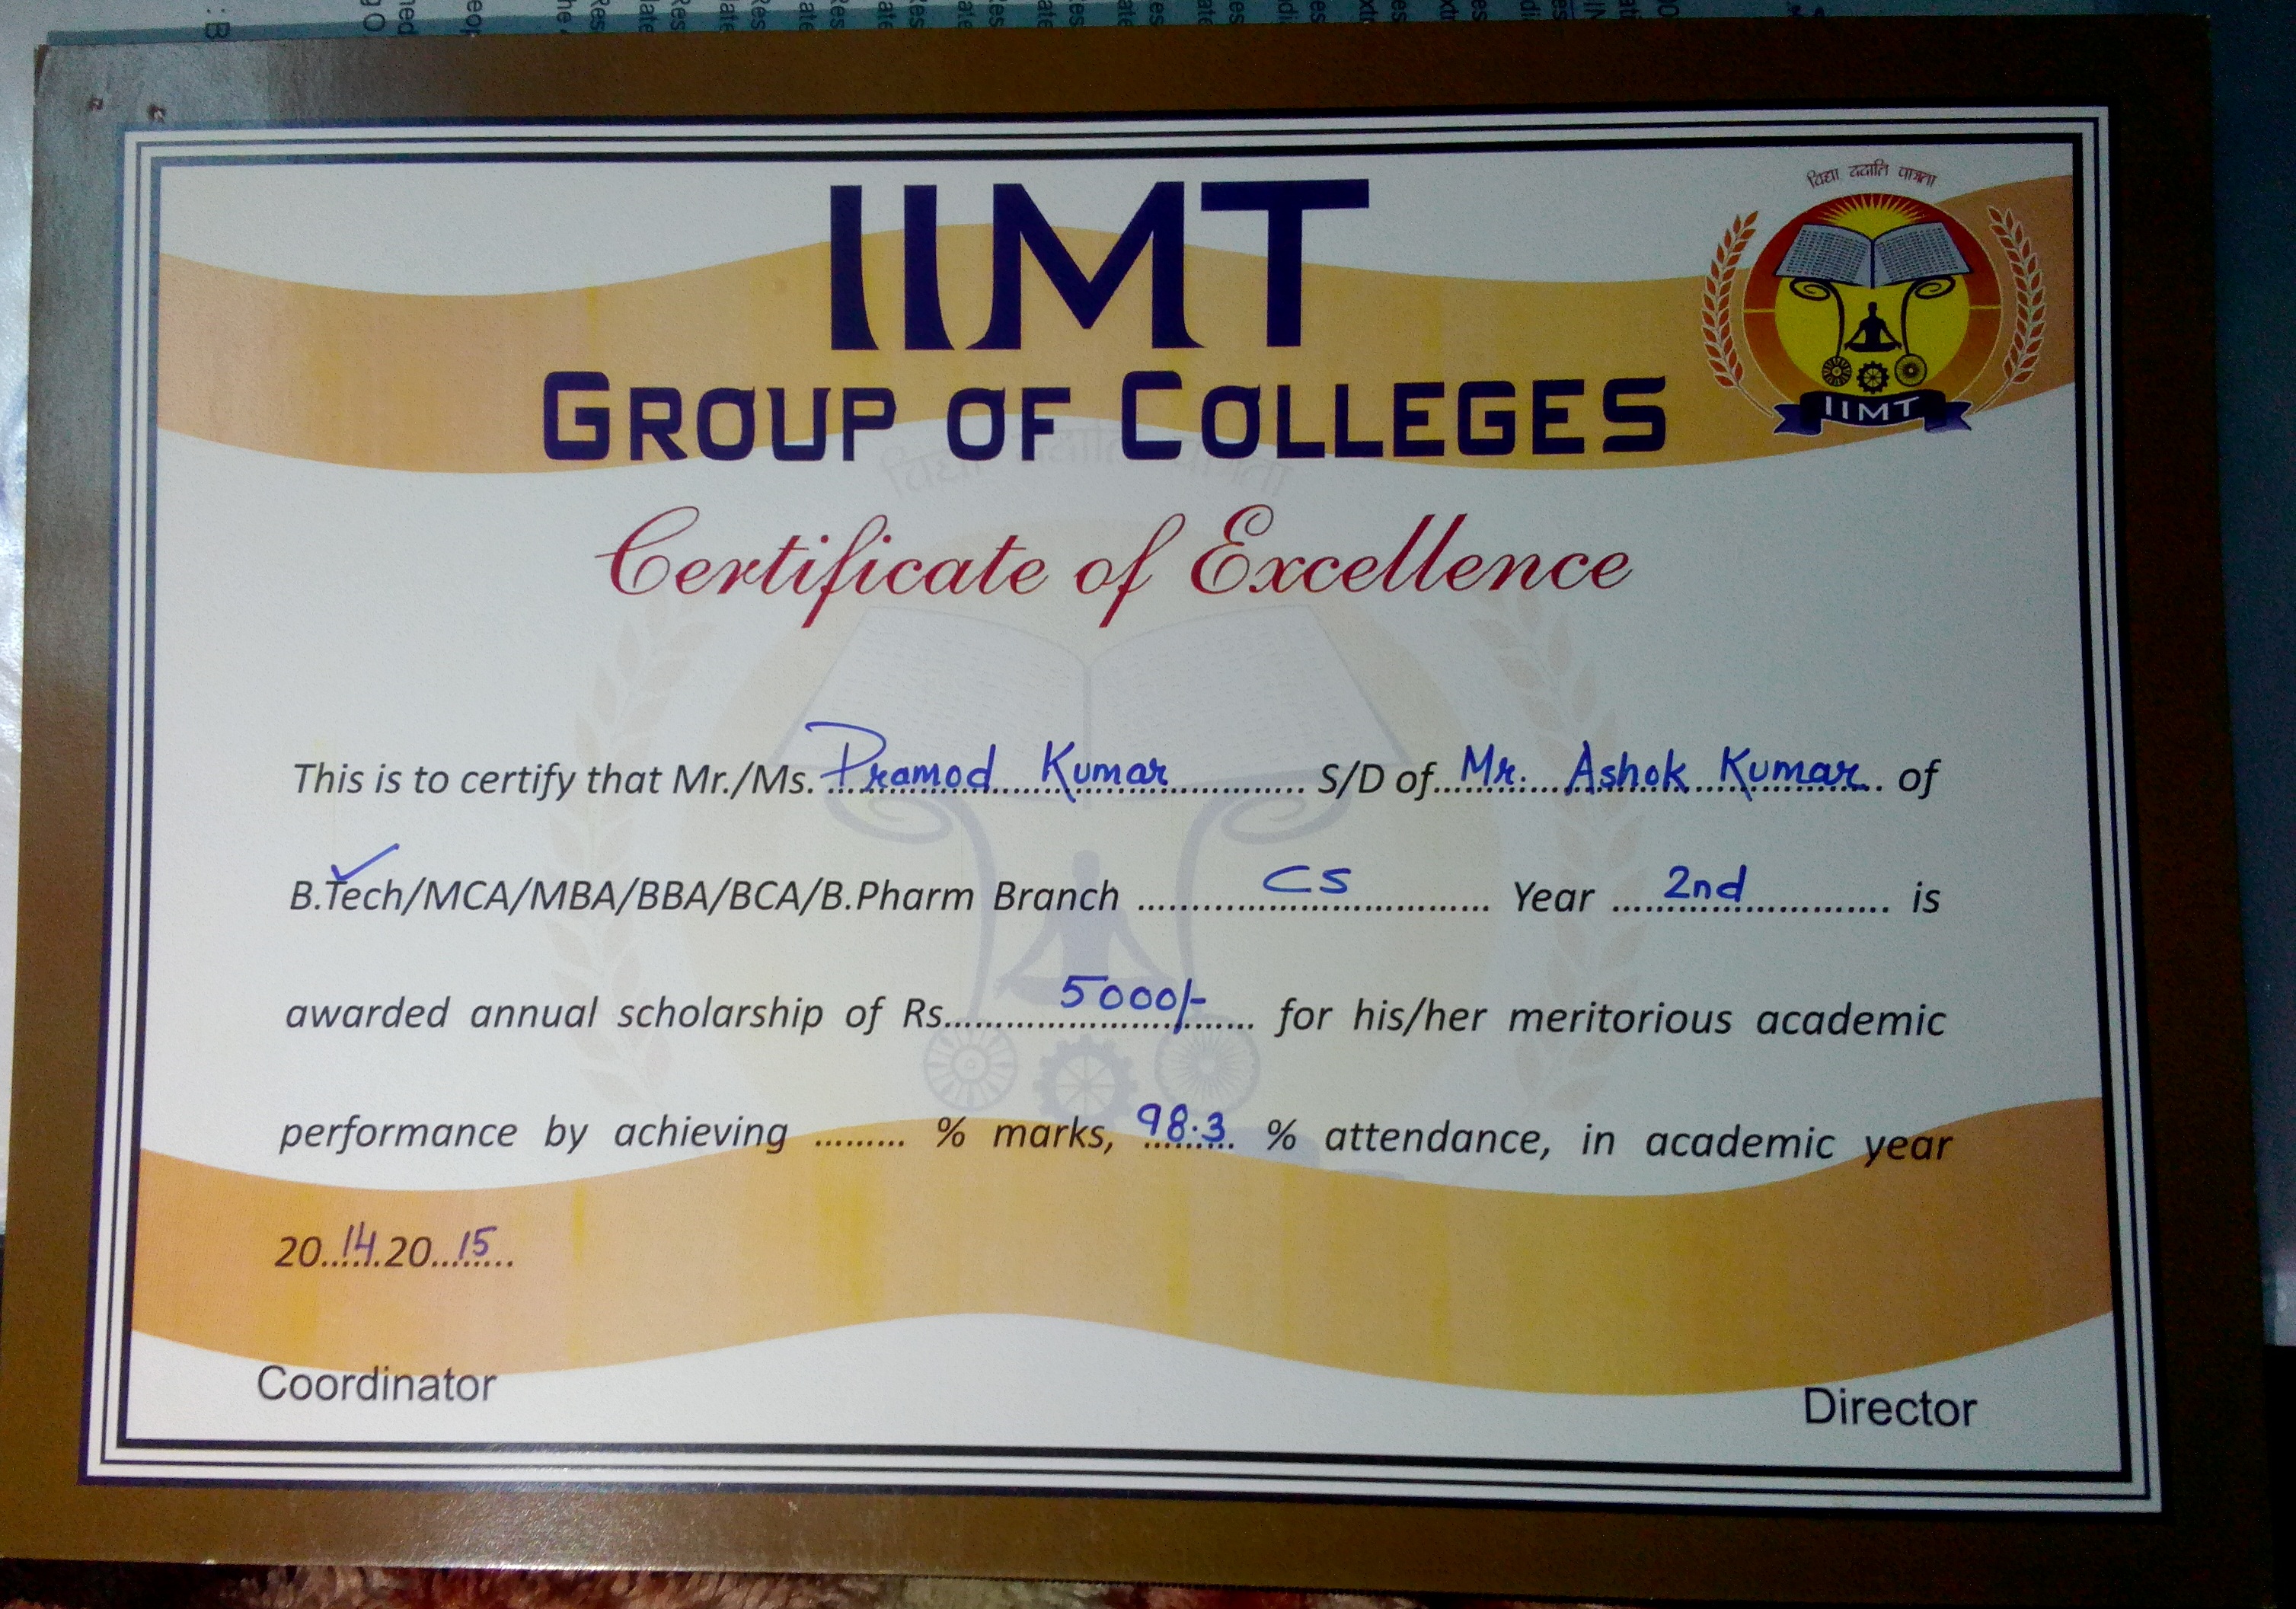 विद्या ददाति पात्रता
IIMT
IIMT
GROUP OF COLLEGES
Certificate of Excellence
This is to certify that Mr./Ms. Pramod Kumar S/D of Mr. Ashok Kumar of
B.Tech/MCA/MBA/BBA/BCA/B.Pharm Branch CS Year 2nd is
awarded annual scholarship of Rs. 5000/- for his/her meritorious academic
performance by achieving ......... % marks, 98.3 % attendance, in academic year
20 14 20 15
Coordinator
Director